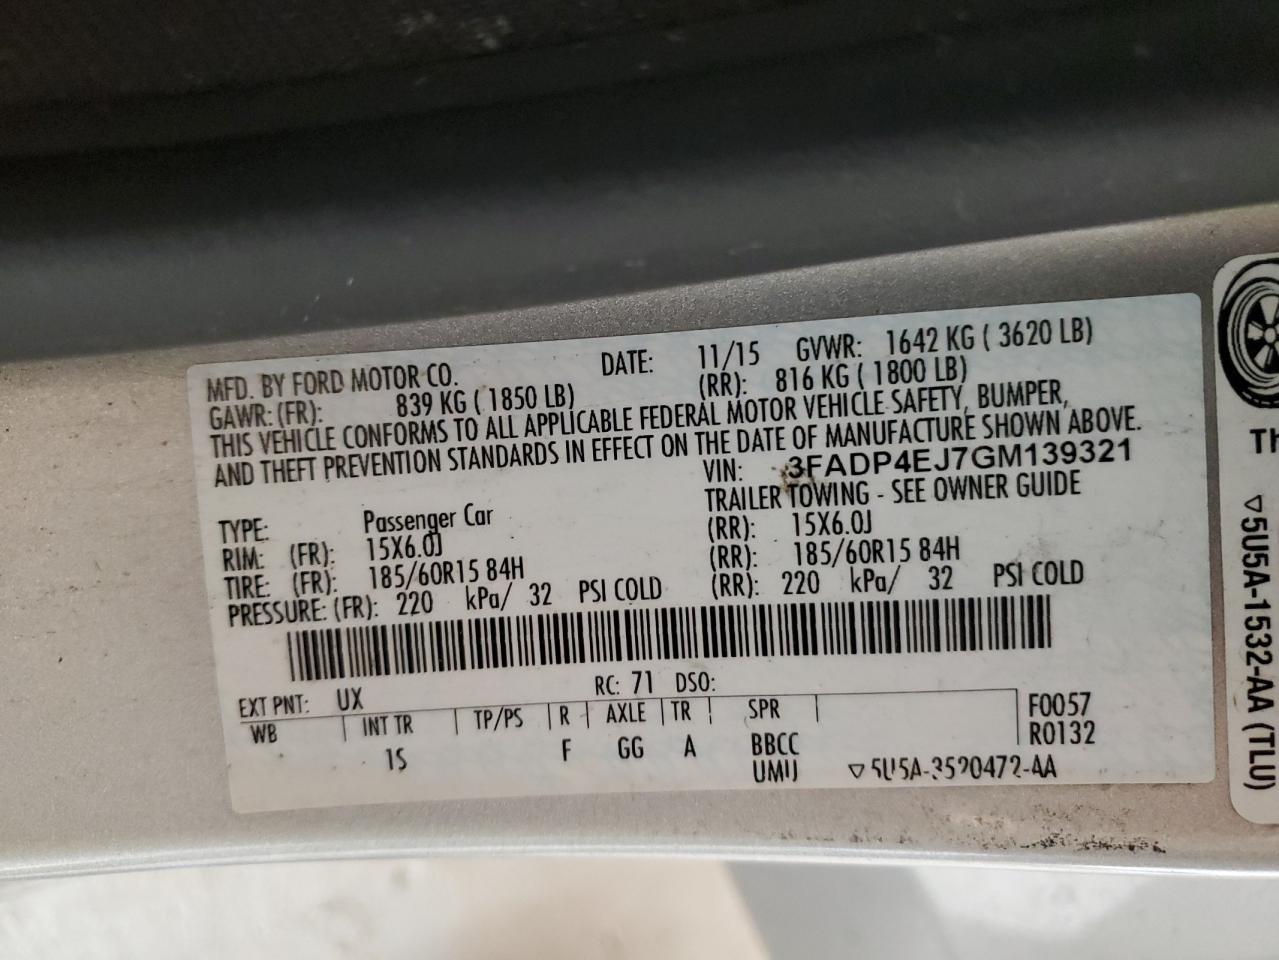 MFD. BY FORD MOTOR CO. DATE: 11/15 GVWR: 1642 KG ( 3620 LB)
GAWR: (FR): 839 KG ( 1850 LB) (RR): 816 KG ( 1800 LB)
THIS VEHICLE CONFORMS TO ALL APPLICABLE FEDERAL MOTOR VEHICLE SAFETY, BUMPER,
AND THEFT PREVENTION STANDARDS IN EFFECT ON THE DATE OF MANUFACTURE SHOWN ABOVE.
VIN: 3FADP4EJ7GM139321
TYPE: Passenger Car TRAILER TOWING - SEE OWNER GUIDE
RIM: (FR): 15X6.0J (RR): 15X6.0J
TIRE: (FR): 185/60R15 84H (RR): 185/60R15 84H
PRESSURE: (FR): 220 kPa/ 32 PSI COLD (RR): 220 kPa/ 32 PSI COLD
EXT PNT: UX RC: 71 DSO:
WB INT TR TP/PS R AXLE TR SPR F0057
R0132
1S F GG A BBCC
UMIJ ▽5U5A-3520472-AA
Th
▽5U5A-1532-AA (TLU)